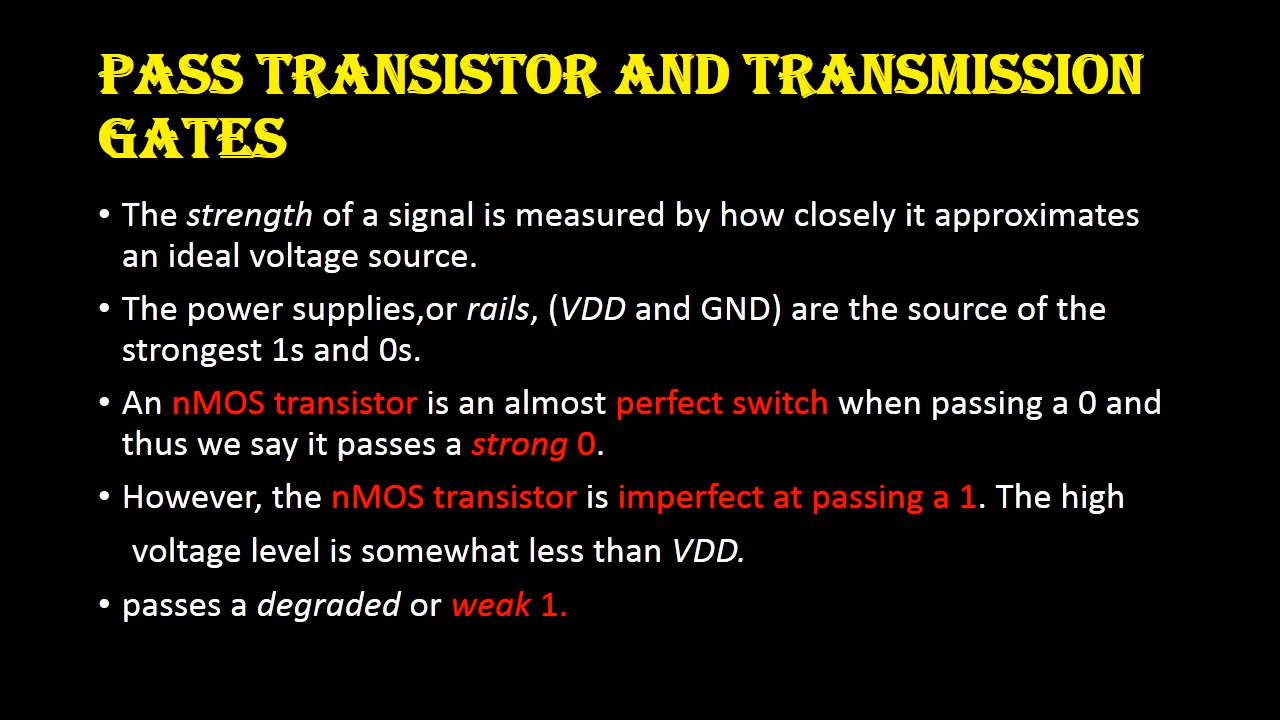 PASS TRANSISTOR AND TRANSMISSION
GATES
• The strength of a signal is measured by how closely it approximates
an ideal voltage source.
• The power supplies,or rails, (VDD and GND) are the source of the
strongest 1s and 0s.
• An nMOS transistor is an almost perfect switch when passing a 0 and
thus we say it passes a strong 0.
• However, the nMOS transistor is imperfect at passing a 1. The high
voltage level is somewhat less than VDD.
• passes a degraded or weak 1.